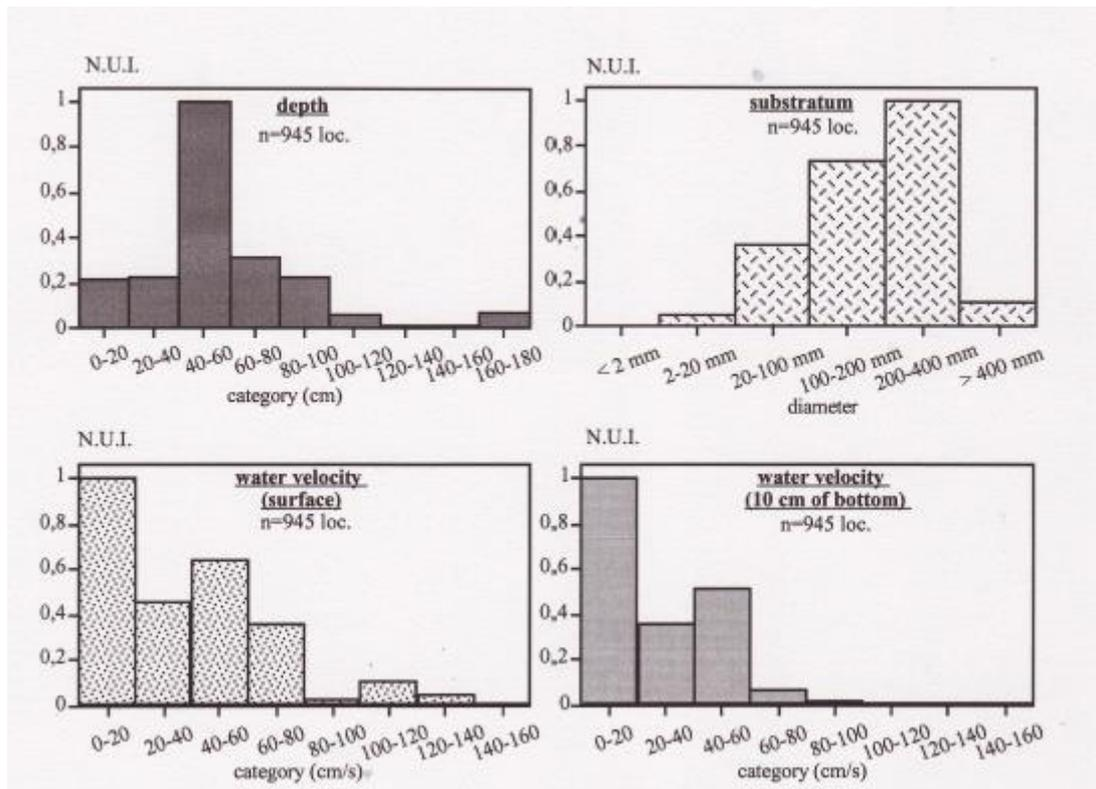 N.U.I.
depth
n=945 loc.
1
0,8
0,6
0,4
0,2
0
0-20
20-40
40-60
60-80
80-100
100-120
120-140
140-160
160-180
category (cm)
N.U.I.
substratum
n=945 loc.
1
0,8
0,6
0,4
0,2
0
< 2 mm
2-20 mm
20-100 mm
100-200 mm
200-400 mm
> 400 mm
diameter
N.U.I.
water velocity
(surface)
n=945 loc.
1
0,8
0,6
0,4
0,2
0
0-20
20-40
40-60
60-80
80-100
100-120
120-140
140-160
category (cm/s)
N.U.I.
water velocity
(10 cm of bottom)
n=945 loc.
1
0,8
0,6
0,4
0,2
0
0-20
20-40
40-60
60-80
80-100
100-120
120-140
140-160
category (cm/s)